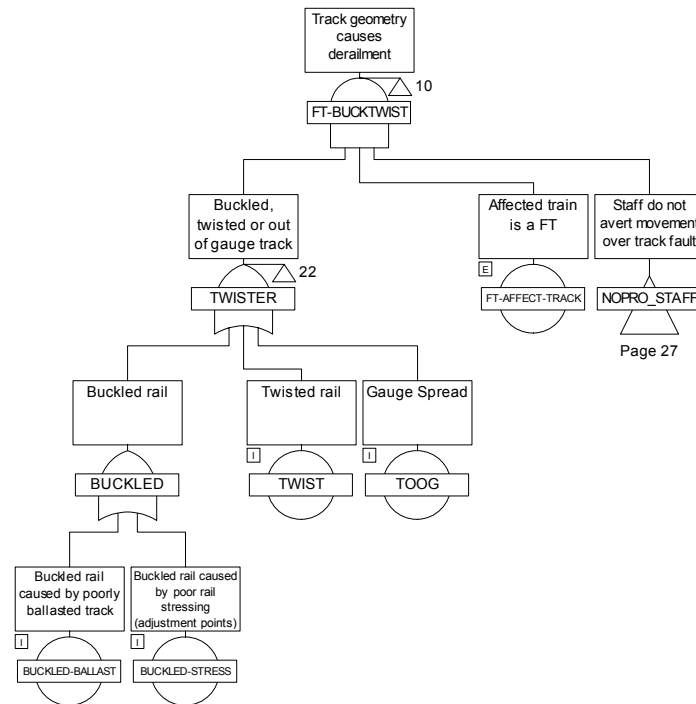 Track geometry
causes
derailment
10
FT-BUCKTWIST
Buckled,
twisted or out
of gauge track
22
TWISTER
Affected train
is a FT
E
FT-AFFECT-TRACK
Staff do not
avert movement
over track fault
NOPRO_STAFF
Page 27
Buckled rail
BUCKLED
Twisted rail
I
TWIST
Gauge Spread
I
TOOG
Buckled rail
caused by poorly
ballasted track
I
BUCKLED-BALLAST
Buckled rail caused
by poor rail
stressing
(adjustment points)
I
BUCKLED-STRESS